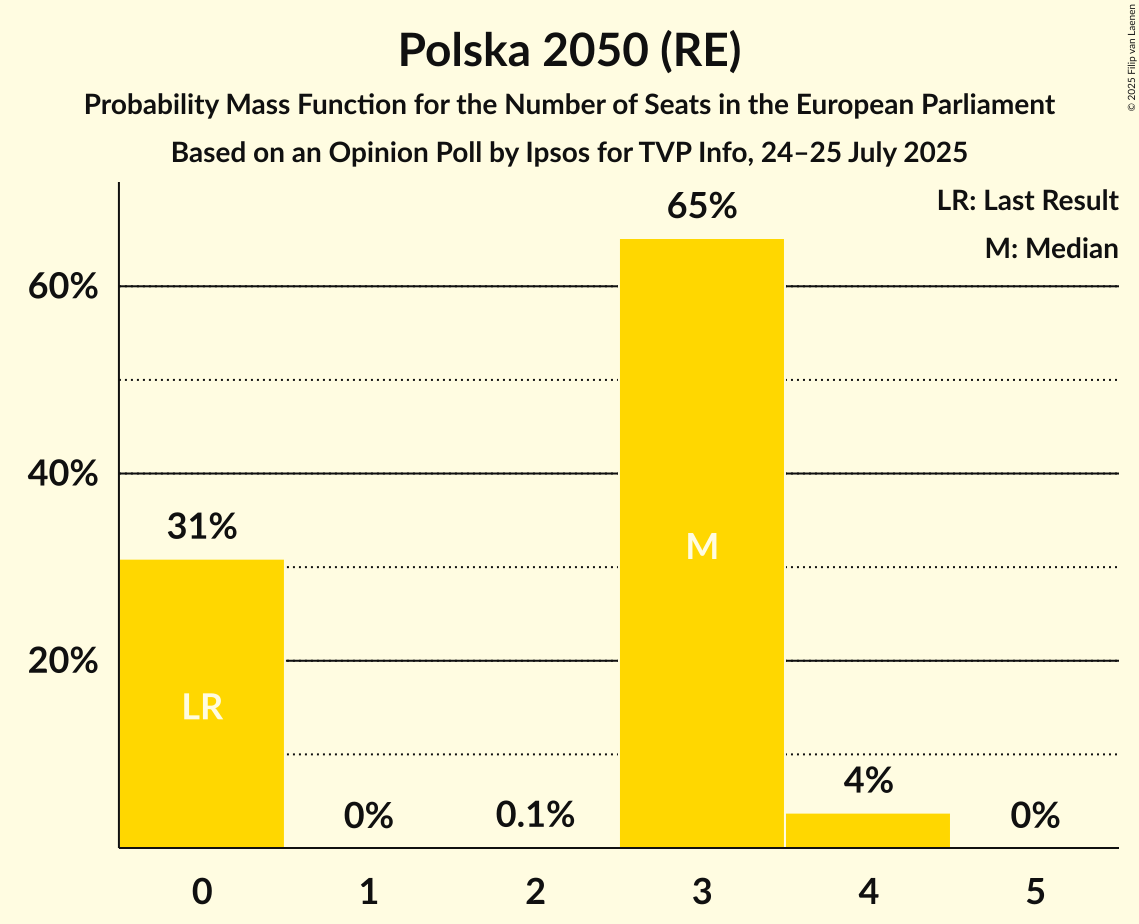 Polska 2050 (RE)
Probability Mass Function for the Number of Seats in the European Parliament
Based on an Opinion Poll by Ipsos for TVP Info, 24–25 July 2025
© 2025 Filip van Laenen
LR: Last Result
M: Median
60%
40%
20%
31%
0%
0.1%
65%
4%
0%
LR
M
0
1
2
3
4
5